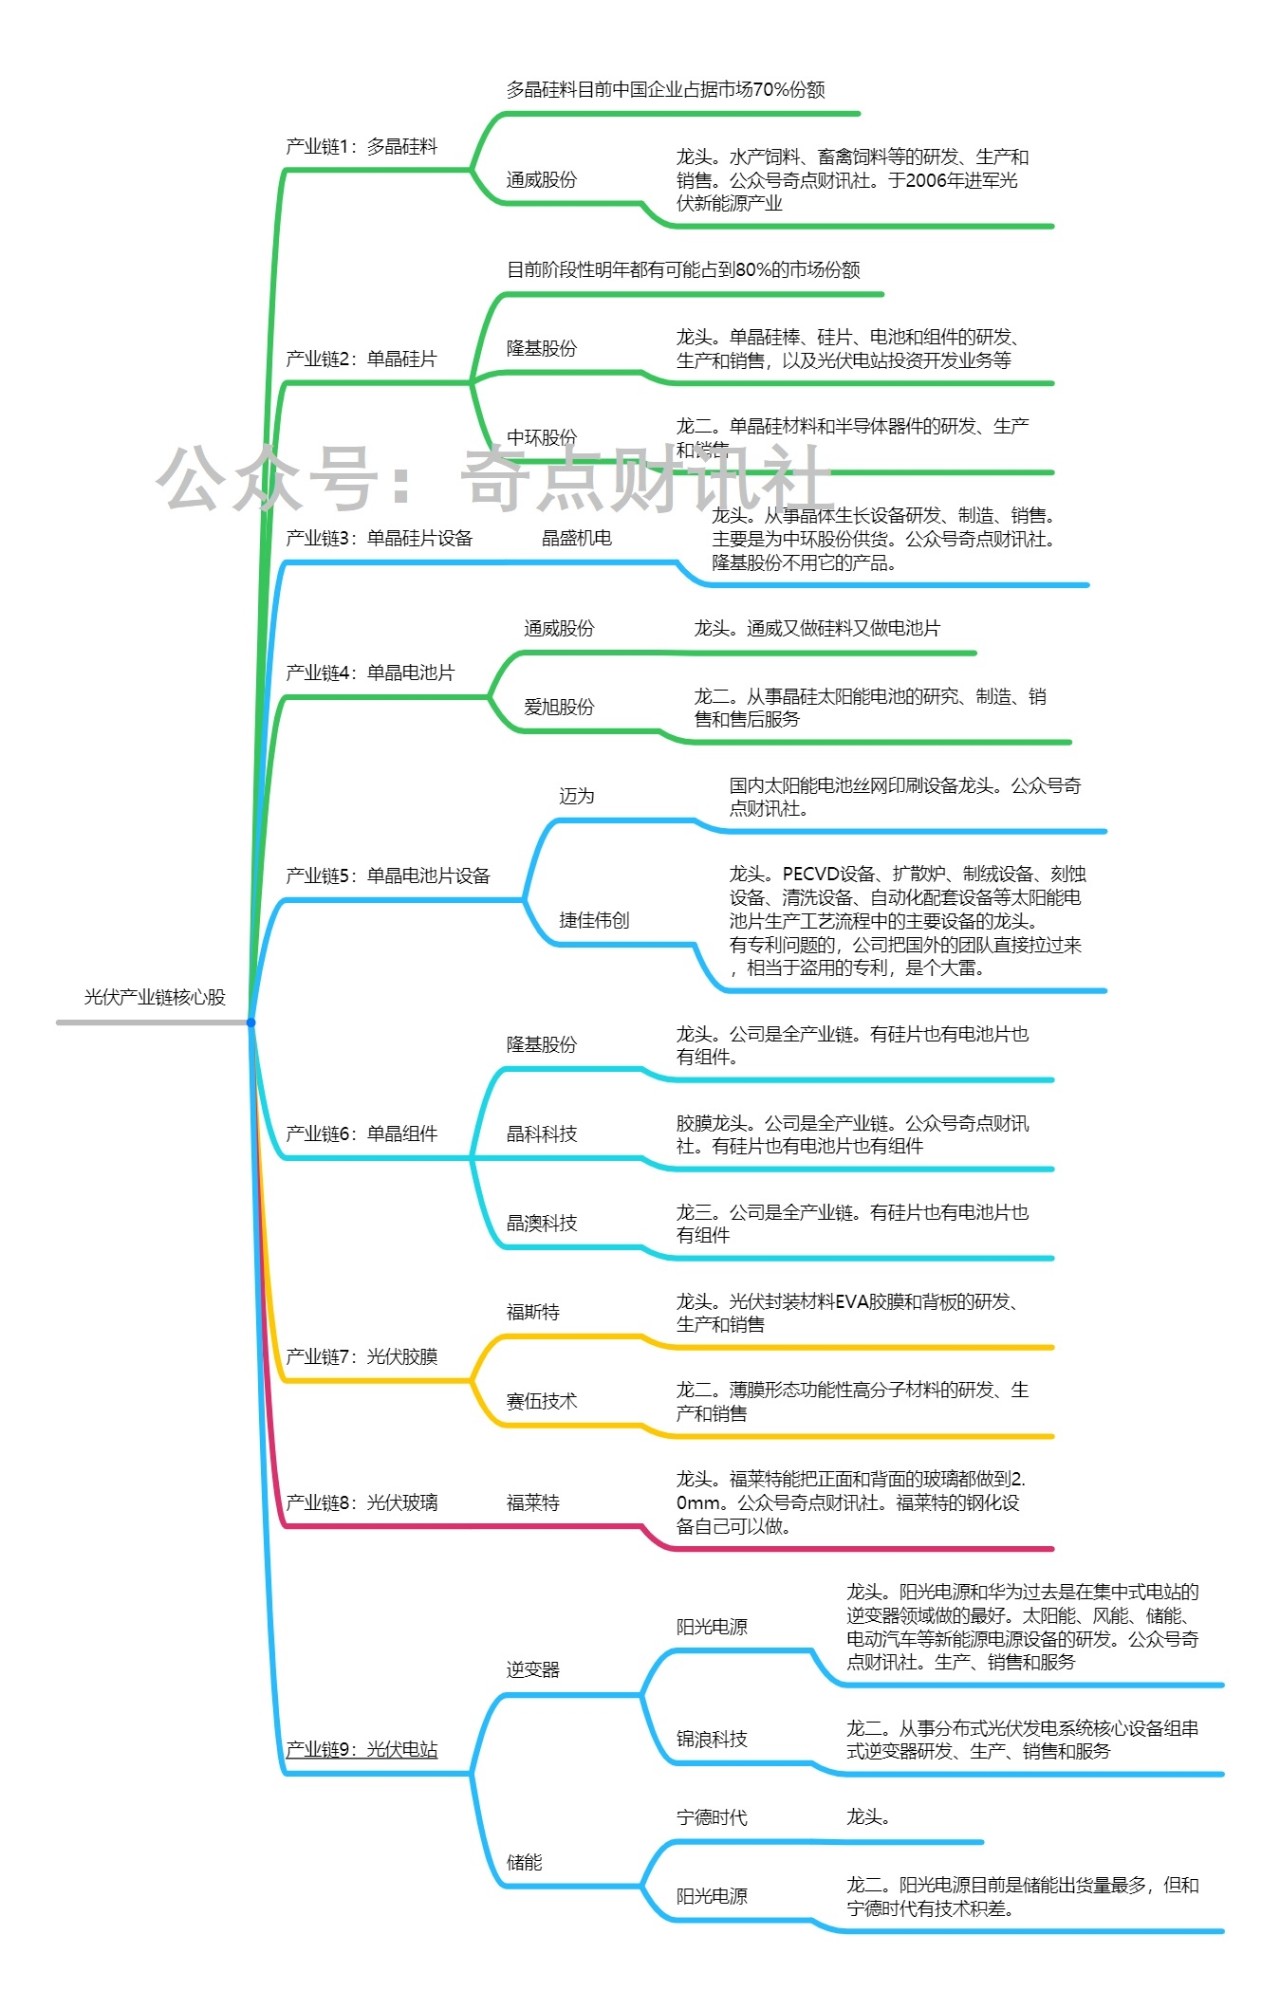 多晶硅料目前中国企业占据市场70%份额
产业链1：多晶硅料
龙头。水产饲料、畜禽饲料等的研发、生产和
销售。公众号奇点财讯社。于2006年进军光
伏新能源产业
通威股份
目前阶段性明年都有可能占到80%的市场份额
产业链2：单晶硅片
隆基股份
龙头。单晶硅棒、硅片、电池和组件的研发、
生产和销售，以及光伏电站投资开发业务等
中环股份
龙二。单晶硅材料和半导体器件的研发、生产
和销售
公众号：奇点财讯社
产业链3：单晶硅片设备
晶盛机电
龙头。从事晶体生长设备研发、制造、销售。
主要是为中环股份供货。公众号奇点财讯社。
隆基股份不用它的产品。
产业链4：单晶电池片
通威股份
龙头。通威又做硅料又做电池片
爱旭股份
龙二。从事晶硅太阳能电池的研究、制造、销
售和售后服务
产业链5：单晶电池片设备
迈为
国内太阳能电池丝网印刷设备龙头。公众号奇
点财讯社。
捷佳伟创
龙头。PECVD设备、扩散炉、制绒设备、刻蚀
设备、清洗设备、自动化配套设备等太阳能电
池片生产工艺流程中的主要设备的龙头。
有专利问题的，公司把国外的团队直接拉过来
，相当于盗用的专利，是个大雷。
光伏产业链核心股
产业链6：单晶组件
隆基股份
龙头。公司是全产业链。有硅片也有电池片也
有组件。
晶科科技
胶膜龙头。公司是全产业链。公众号奇点财讯
社。有硅片也有电池片也有组件
晶澳科技
龙三。公司是全产业链。有硅片也有电池片也
有组件
产业链7：光伏胶膜
福斯特
龙头。光伏封装材料EVA胶膜和背板的研发、
生产和销售
赛伍技术
龙二。薄膜形态功能性高分子材料的研发、生
产和销售
产业链8：光伏玻璃
福莱特
龙头。福莱特能把正面和背面的玻璃都做到2.
0mm。公众号奇点财讯社。福莱特的钢化设
备自己可以做。
产业链9：光伏电站
逆变器
阳光电源
龙头。阳光电源和华为过去是在集中式电站的
逆变器领域做的最好。太阳能、风能、储能、
电动汽车等新能源电源设备的研发。公众号奇
点财讯社。生产、销售和服务
锦浪科技
龙二。从事分布式光伏发电系统核心设备组串
式逆变器研发、生产、销售和服务
储能
宁德时代
龙头。
阳光电源
龙二。阳光电源目前是储能出货量最多，但和
宁德时代有技术积差。